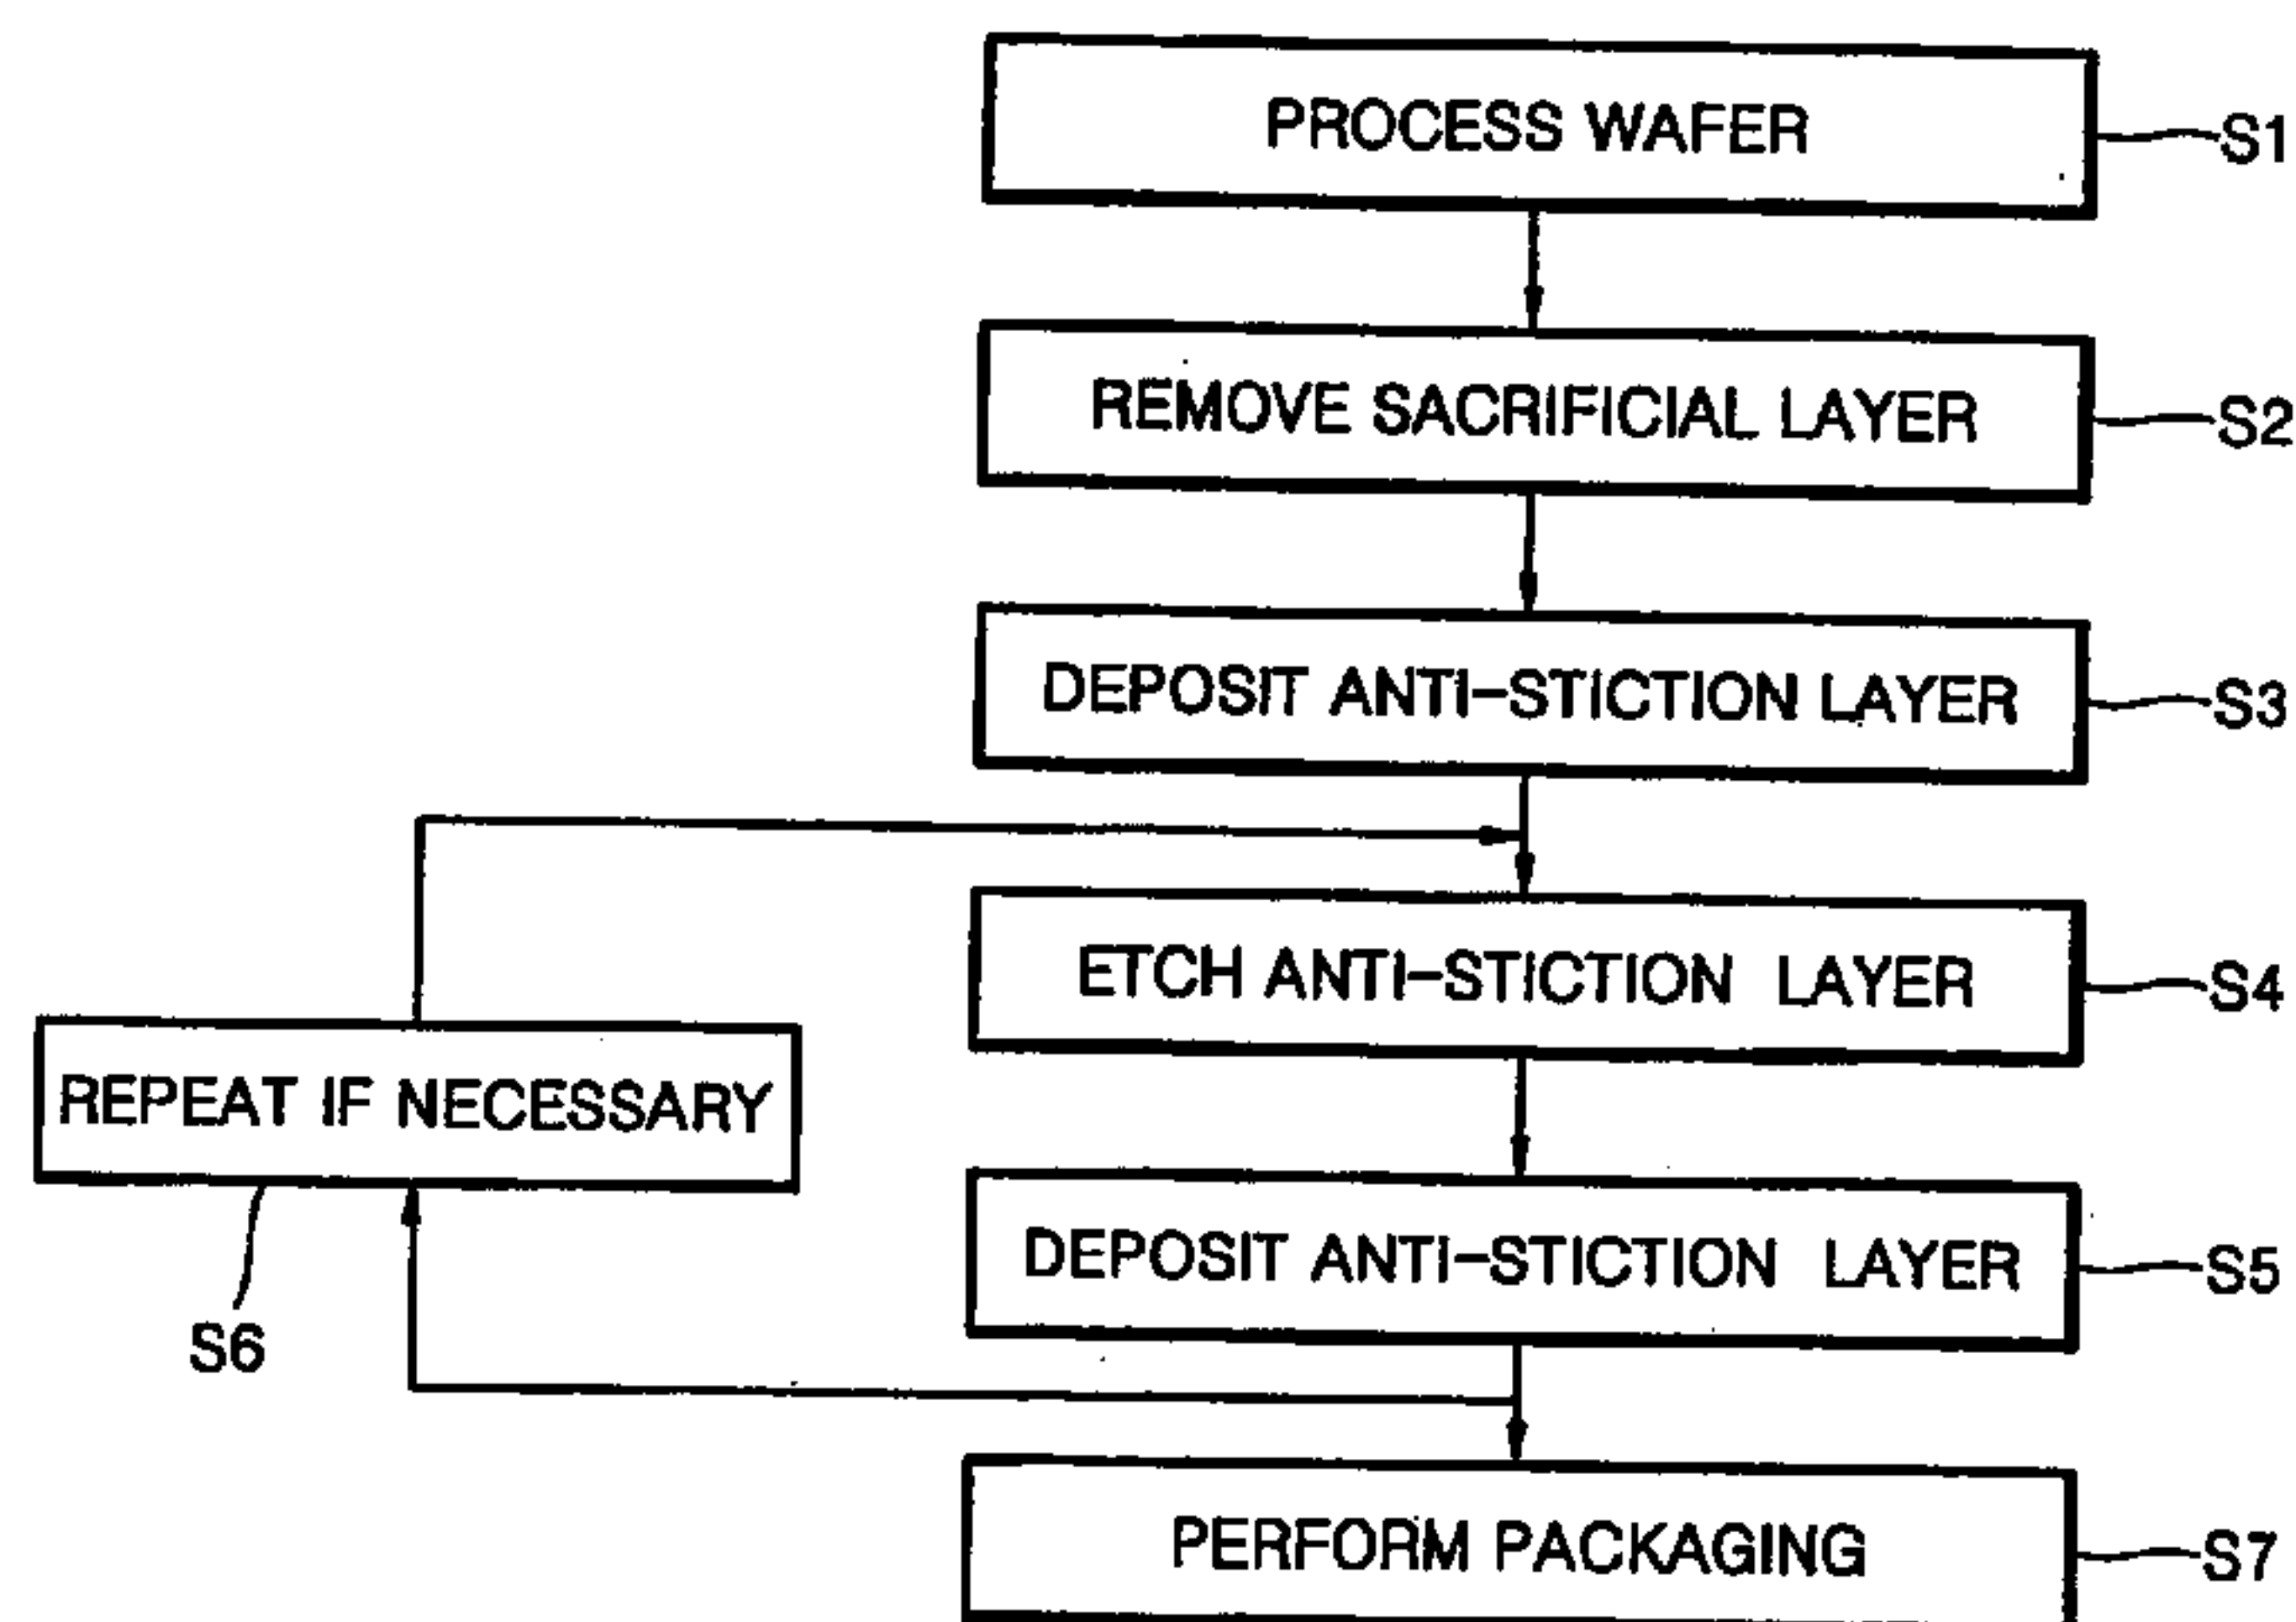 PROCESS WAFER
S1
REMOVE SACRIFICIAL LAYER
S2
DEPOSIT ANTI-STICTION LAYER
S3
ETCH ANTI-STICTION LAYER
S4
REPEAT IF NECESSARY
S6
DEPOSIT ANTI-STICTION LAYER
S5
PERFORM PACKAGING
S7